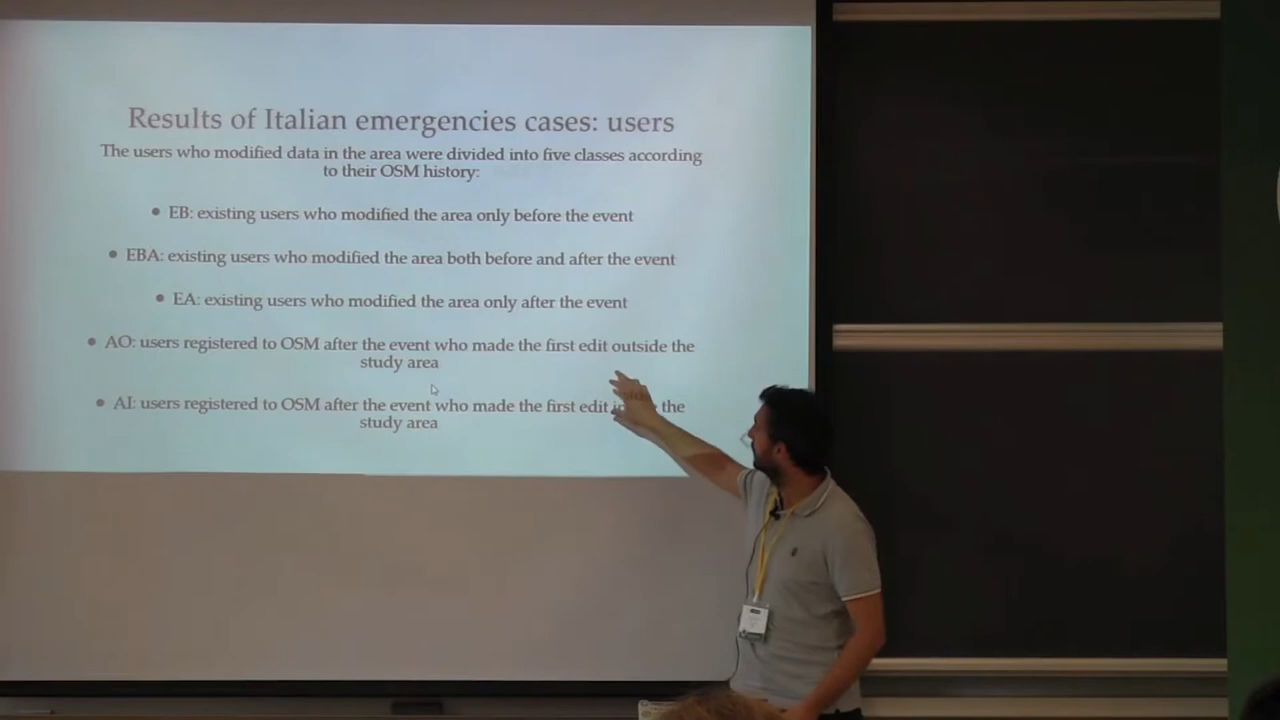 Results of Italian emergencies cases: users
The users who modified data in the area were divided into five classes according
to their OSM history:
• EB: existing users who modified the area only before the event
• EBA: existing users who modified the area both before and after the event
• EA: existing users who modified the area only after the event
• AO: users registered to OSM after the event who made the first edit outside the
study area
• AI: users registered to OSM after the event who made the first edit the
study area